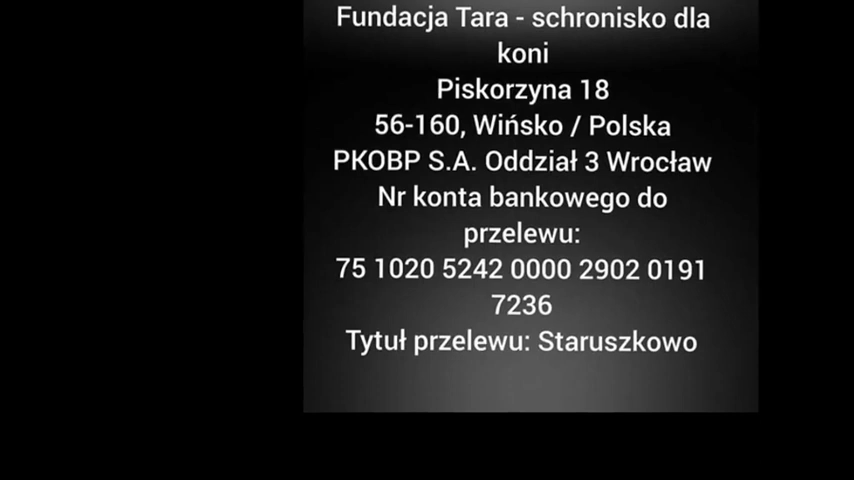 Fundacja Tara - schronisko dla
koni
Piskorzyna 18
56-160, Wińsko / Polska
PKOBP S.A. Oddział 3 Wrocław
Nr konta bankowego do
przelewu:
75 1020 5242 0000 2902 0191
7236
Tytuł przelewu: Staruszkowo